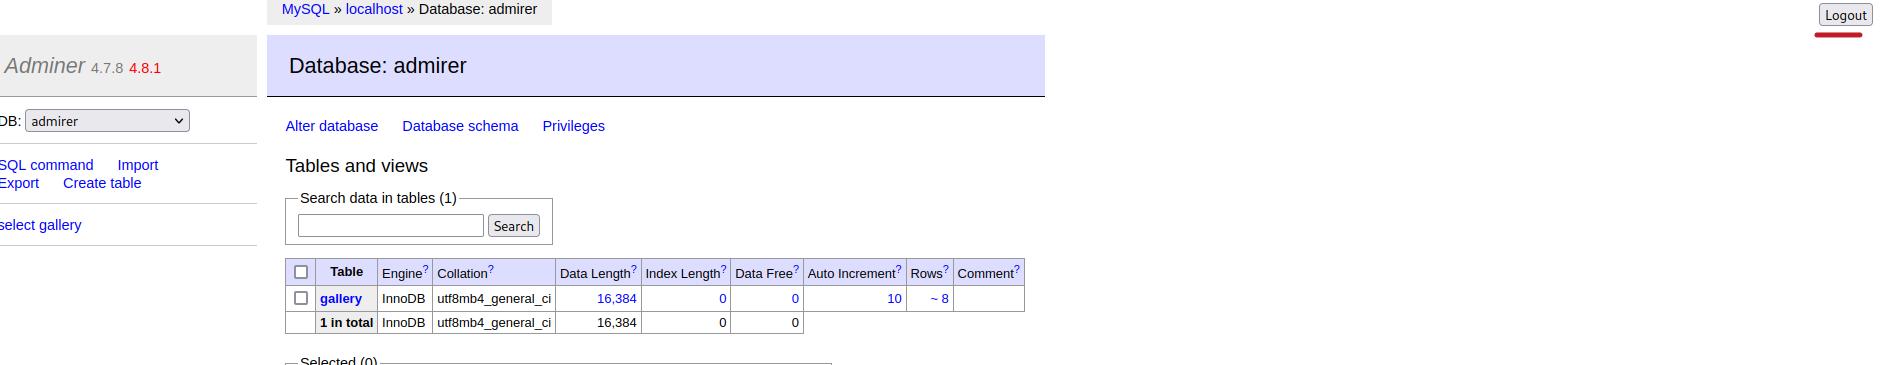 MySQL » localhost » Database: admirer
Logout
Adminer 4.7.8 4.8.1
Database: admirer
DB: admirer
Alter database Database schema Privileges
SQL command Import
Export Create table
select gallery
Tables and views
Search data in tables (1)
Search
Table Engine? Collation? Data Length? Index Length? Data Free? Auto Increment? Rows? Comment?
gallery InnoDB utf8mb4_general_ci 16,384 0 0 10 ~ 8
1 in total InnoDB utf8mb4_general_ci 16,384 0 0
Selected (0)